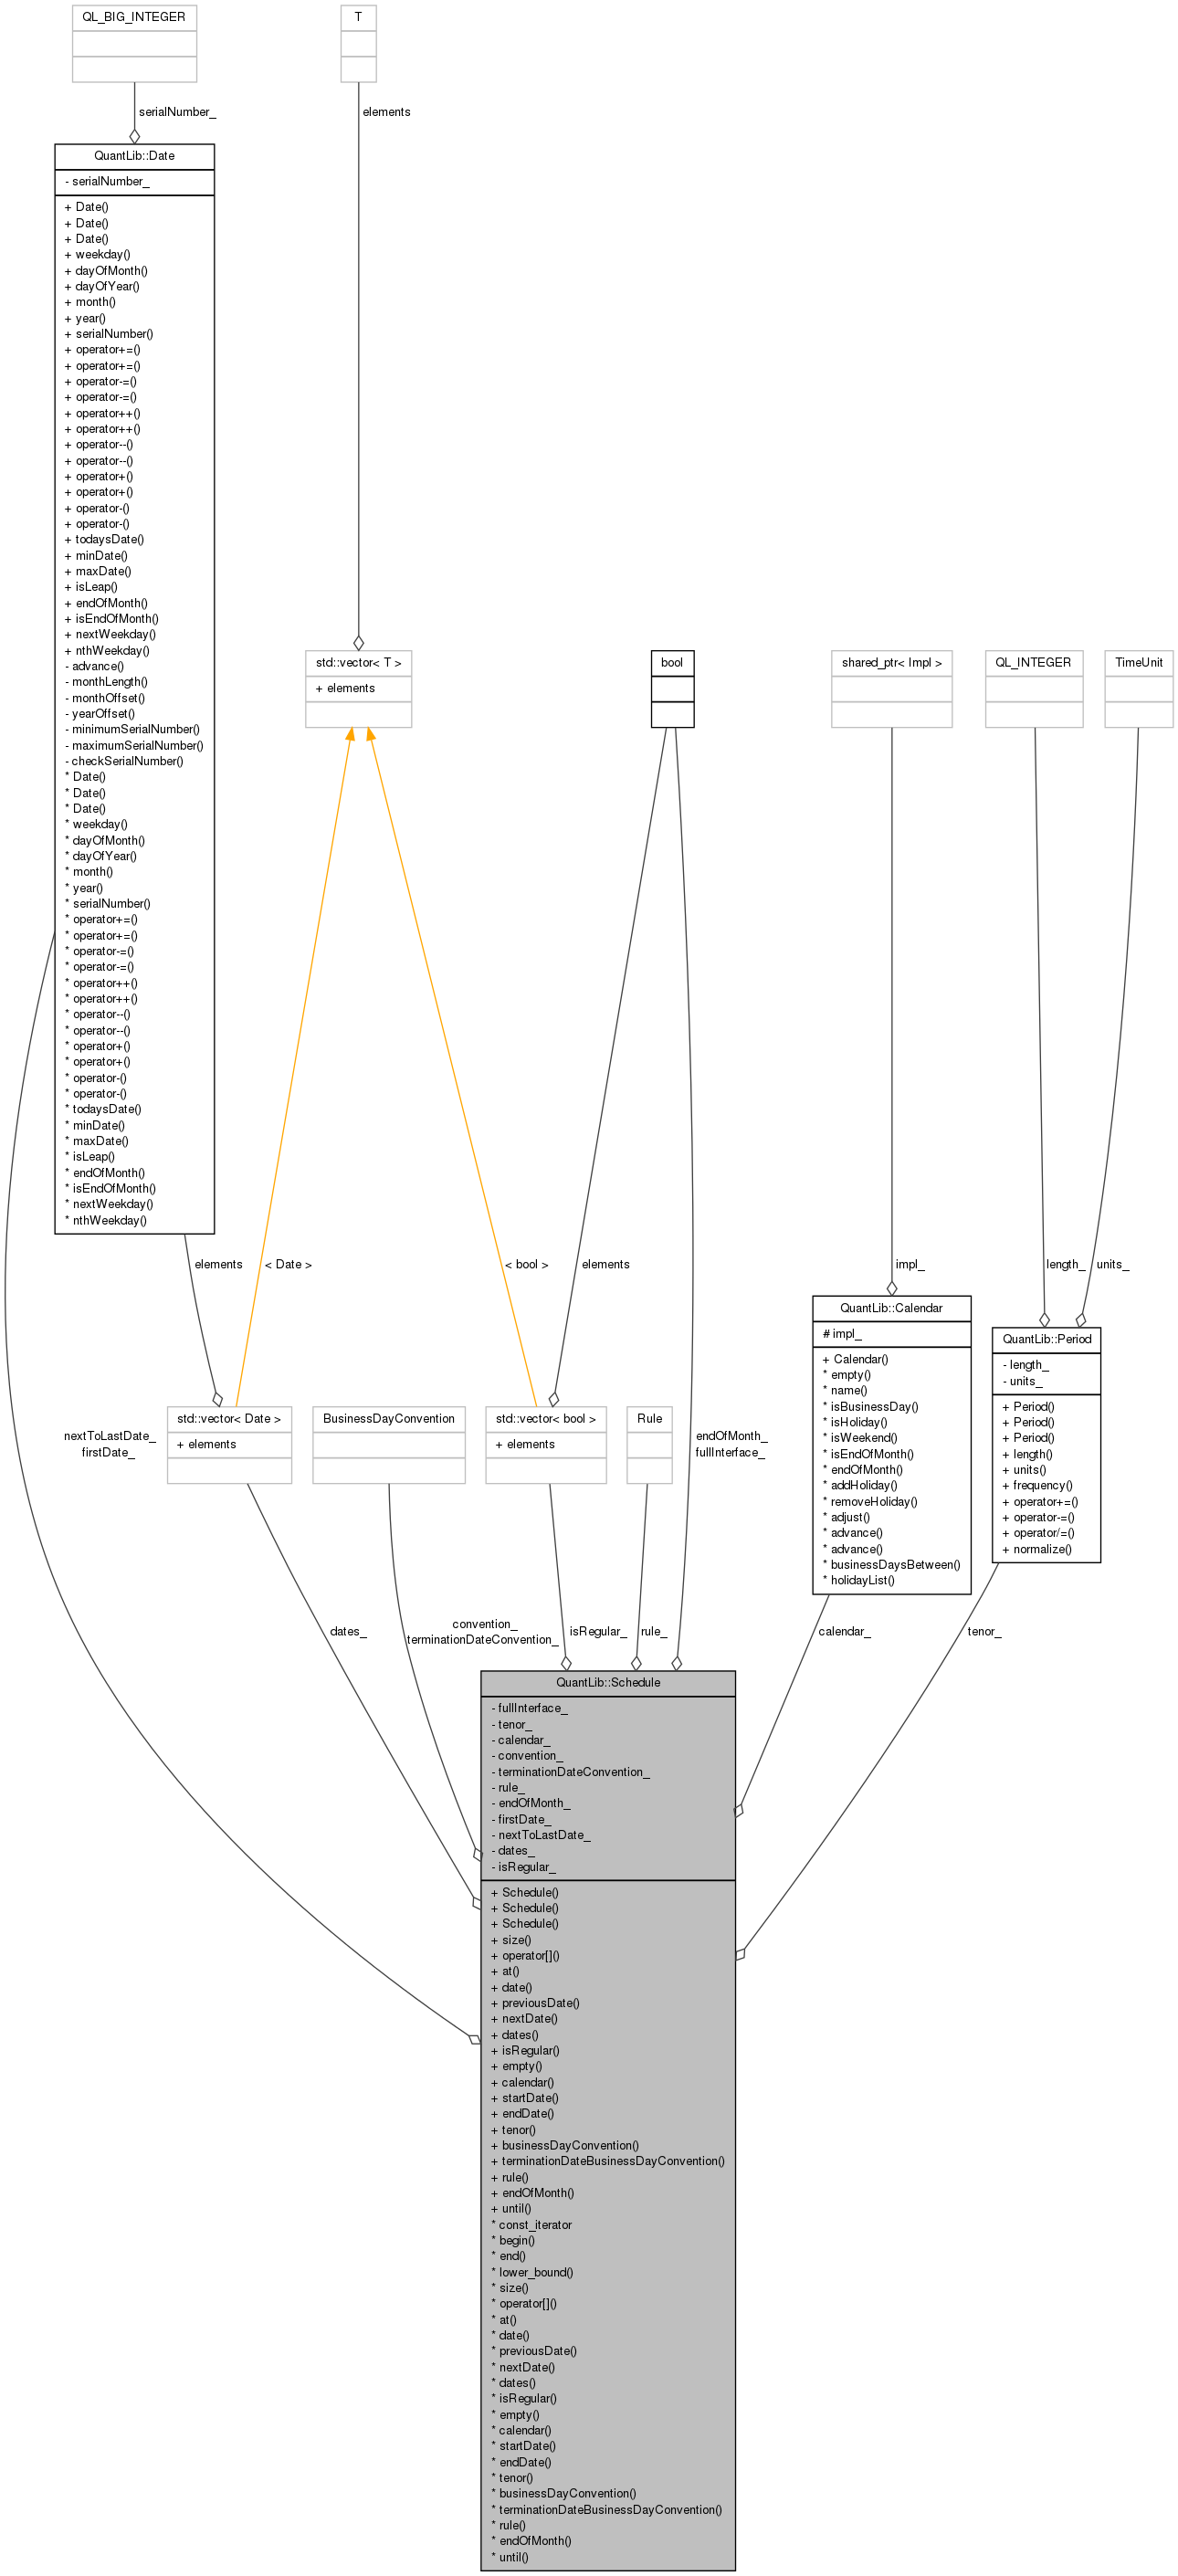 QL_BIG_INTEGER
T
serialNumber_
elements
QuantLib::Date
- serialNumber_
+ Date()
+ Date()
+ Date()
+ weekday()
+ dayOfMonth()
+ dayOfYear()
+ month()
+ year()
+ serialNumber()
+ operator+=()
+ operator+=()
+ operator-=()
+ operator-=()
+ operator++()
+ operator++()
+ operator--()
+ operator--()
+ operator+()
+ operator+()
+ operator-()
+ operator-()
+ todaysDate()
+ minDate()
+ maxDate()
+ isLeap()
+ endOfMonth()
+ isEndOfMonth()
+ nextWeekday()
+ nthWeekday()
- advance()
- monthLength()
- monthOffset()
- yearOffset()
- minimumSerialNumber()
- maximumSerialNumber()
- checkSerialNumber()
* Date()
* Date()
* Date()
* weekday()
* dayOfMonth()
* dayOfYear()
* month()
* year()
* serialNumber()
* operator+=()
* operator+=()
* operator-=()
* operator-=()
* operator++()
* operator++()
* operator--()
* operator--()
* operator+()
* operator+()
* operator-()
* operator-()
* todaysDate()
* minDate()
* maxDate()
* isLeap()
* endOfMonth()
* isEndOfMonth()
* nextWeekday()
* nthWeekday()
std::vector< T >
+ elements
bool
shared_ptr< Impl >
QL_INTEGER
TimeUnit
elements
< Date >
< bool >
elements
impl_
length_
units_
QuantLib::Calendar
# impl_
+ Calendar()
* empty()
* name()
* isBusinessDay()
* isHoliday()
* isWeekend()
* isEndOfMonth()
* endOfMonth()
* addHoliday()
* removeHoliday()
* adjust()
* advance()
* advance()
* businessDaysBetween()
* holidayList()
QuantLib::Period
- length_
- units_
+ Period()
+ Period()
+ Period()
+ length()
+ units()
+ frequency()
+ operator+=()
+ operator-=()
+ operator/=()
+ normalize()
nextToLastDate_
firstDate_
std::vector< Date >
+ elements
BusinessDayConvention
std::vector< bool >
+ elements
Rule
endOfMonth_
fullInterface_
dates_
convention_
terminationDateConvention_
isRegular_
rule_
calendar_
tenor_
QuantLib::Schedule
- fullInterface_
- tenor_
- calendar_
- convention_
- terminationDateConvention_
- rule_
- endOfMonth_
- firstDate_
- nextToLastDate_
- dates_
- isRegular_
+ Schedule()
+ Schedule()
+ Schedule()
+ size()
+ operator[]()
+ at()
+ date()
+ previousDate()
+ nextDate()
+ dates()
+ isRegular()
+ empty()
+ calendar()
+ startDate()
+ endDate()
+ tenor()
+ businessDayConvention()
+ terminationDateBusinessDayConvention()
+ rule()
+ endOfMonth()
+ until()
* const_iterator
* begin()
* end()
* lower_bound()
* size()
* operator[]()
* at()
* date()
* previousDate()
* nextDate()
* dates()
* isRegular()
* empty()
* calendar()
* startDate()
* endDate()
* tenor()
* businessDayConvention()
* terminationDateBusinessDayConvention()
* rule()
* endOfMonth()
* until()